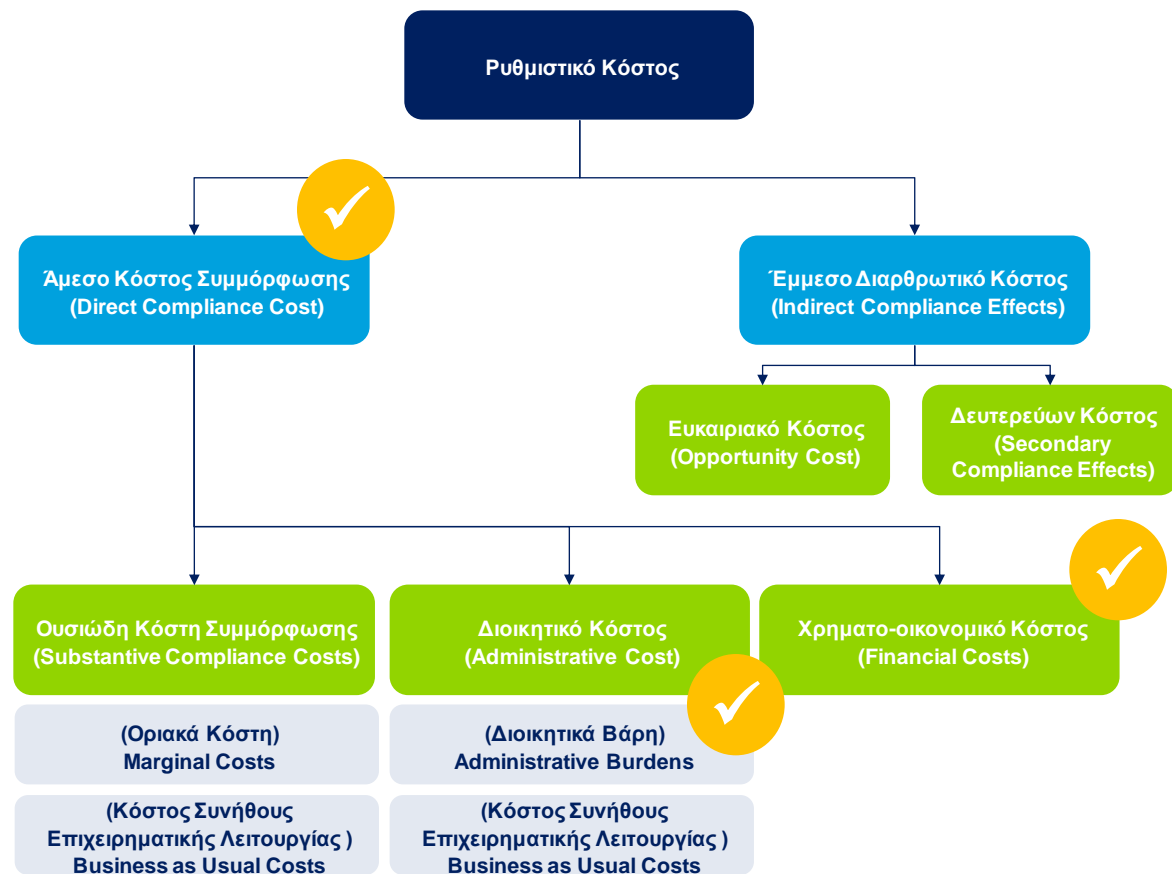 Ρυθμιστικό Κόστος
Άμεσο Κόστος Συμμόρφωσης
(Direct Compliance Cost)
Έμμεσο Διαρθρωτικό Κόστος
(Indirect Compliance Effects)
Ευκαιριακό Κόστος
(Opportunity Cost)
Δευτερεύων Κόστος
(Secondary
Compliance Effects)
Ουσιώδη Κόστη Συμμόρφωσης
(Substantive Compliance Costs)
Διοικητικό Κόστος
(Administrative Cost)
Χρηματο-οικονομικό Κόστος
(Financial Costs)
(Οριακά Κόστη)
Marginal Costs
(Διοικητικά Βάρη)
Administrative Burdens
(Κόστος Συνήθους
Επιχειρηματικής Λειτουργίας )
Business as Usual Costs
(Κόστος Συνήθους
Επιχειρηματικής Λειτουργίας )
Business as Usual Costs